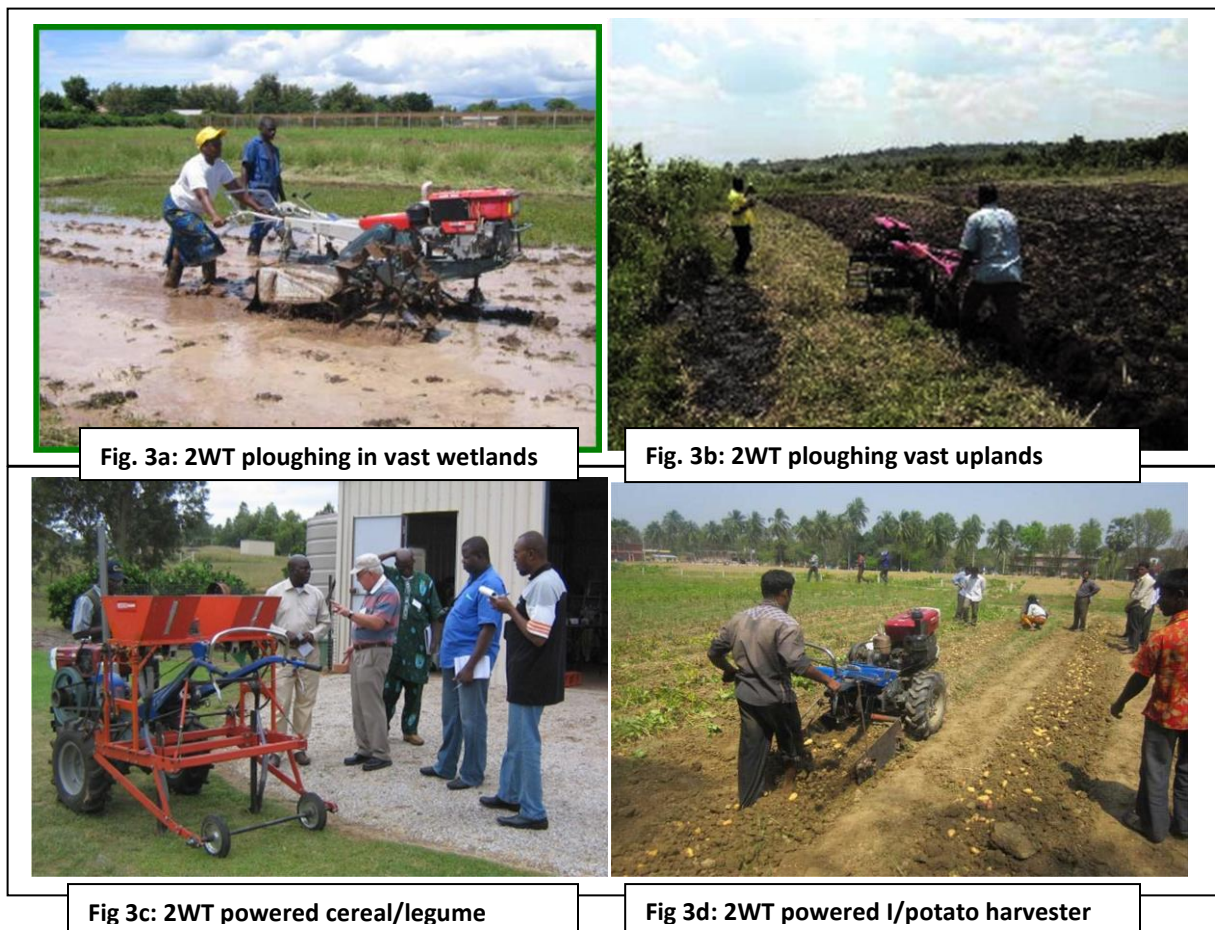 Fig. 3a: 2WT ploughing in vast wetlands
Fig. 3b: 2WT ploughing vast uplands
Fig 3c: 2WT powered cereal/legume
Fig 3d: 2WT powered I/potato harvester